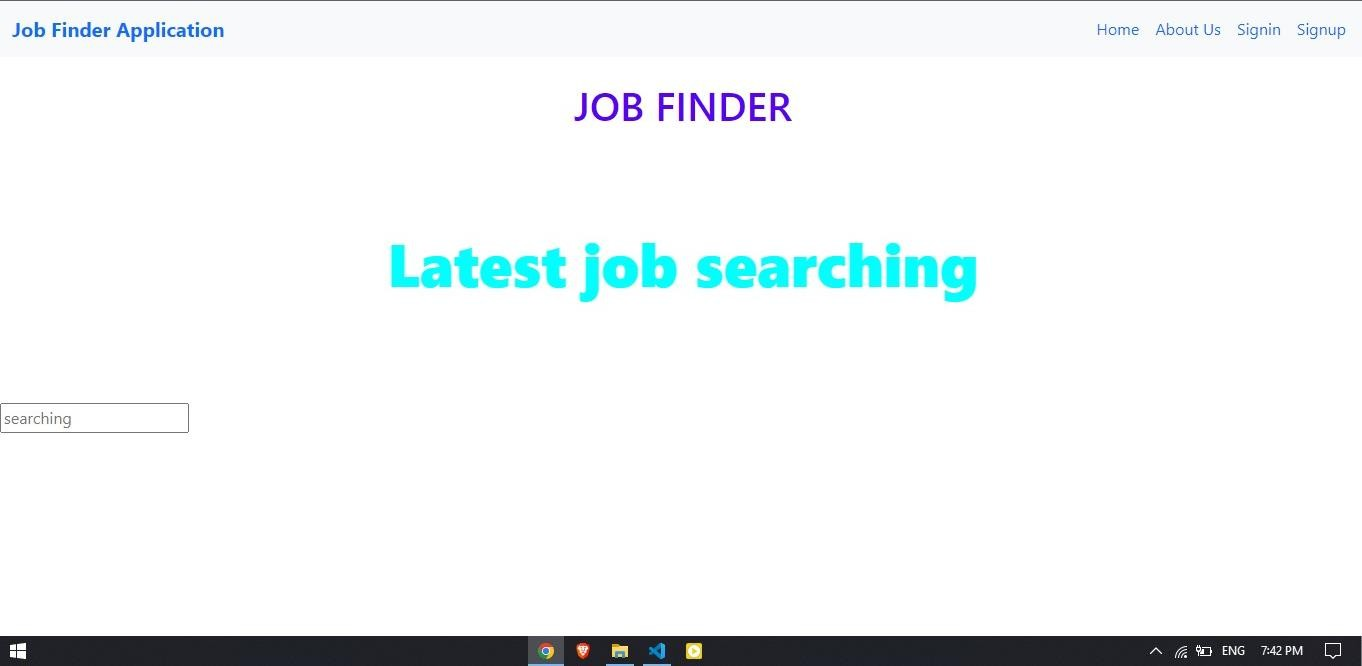 Job Finder Application
Home About Us Signin Signup
JOB FINDER
Latest job searching
searching
ENG 7:42 PM